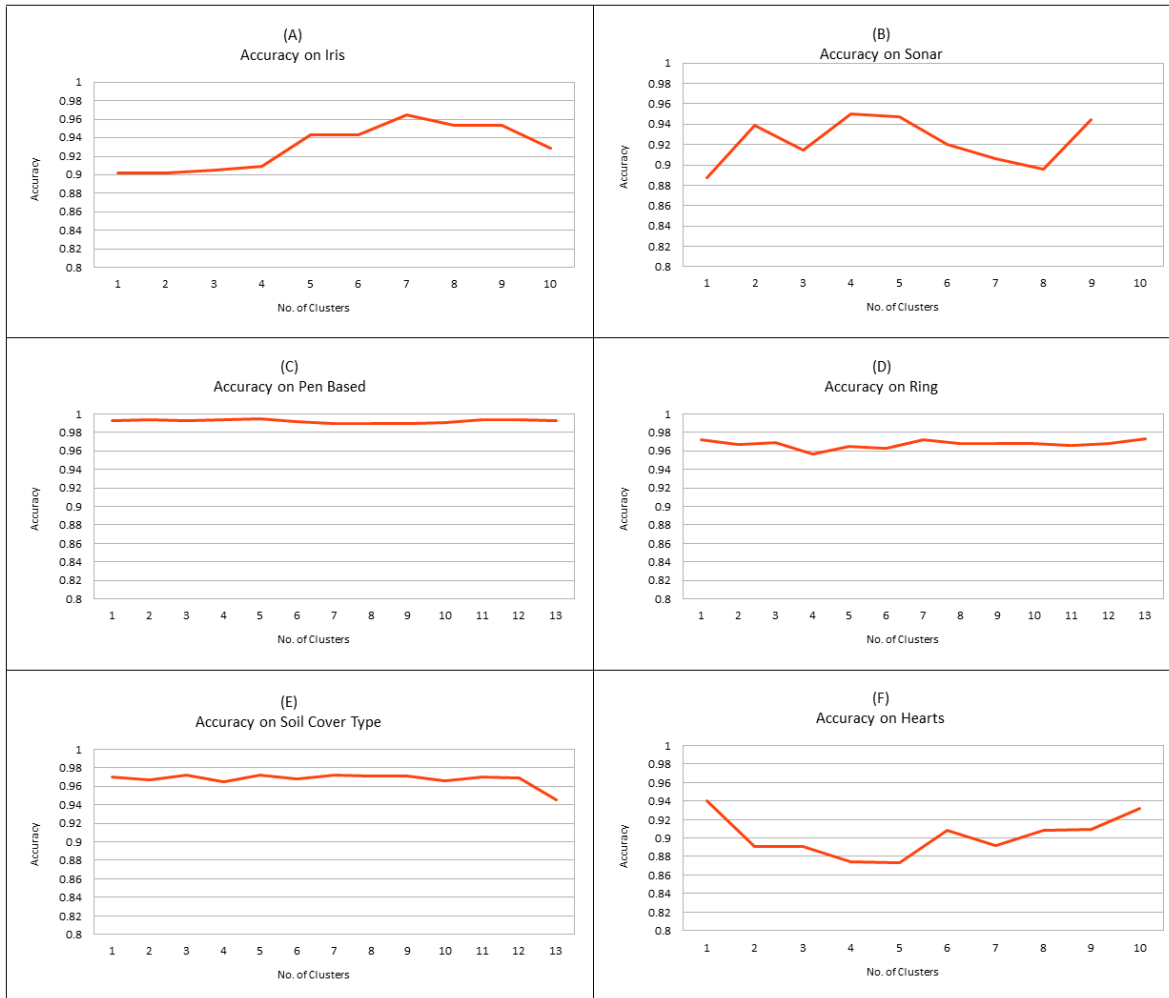 (A)
Accuracy on Iris
1
0.98
0.96
0.94
0.92
0.9
0.88
0.86
0.84
0.82
0.8
Accuracy
1 2 3 4 5 6 7 8 9 10
No. of Clusters
(B)
Accuracy on Sonar
1
0.98
0.96
0.94
0.92
0.9
0.88
0.86
0.84
0.82
0.8
Accuracy
1 2 3 4 5 6 7 8 9 10
No. of Clusters
(C)
Accuracy on Pen Based
1
0.98
0.96
0.94
0.92
0.9
0.88
0.86
0.84
0.82
0.8
Accuracy
1 2 3 4 5 6 7 8 9 10 11 12 13
No. of Clusters
(D)
Accuracy on Ring
1
0.98
0.96
0.94
0.92
0.9
0.88
0.86
0.84
0.82
0.8
Accuracy
1 2 3 4 5 6 7 8 9 10 11 12 13
No. of Clusters
(E)
Accuracy on Soil Cover Type
1
0.98
0.96
0.94
0.92
0.9
0.88
0.86
0.84
0.82
0.8
Accuracy
1 2 3 4 5 6 7 8 9 10 11 12 13
No. of Clusters
(F)
Accuracy on Hearts
1
0.98
0.96
0.94
0.92
0.9
0.88
0.86
0.84
0.82
0.8
Accuracy
1 2 3 4 5 6 7 8 9 10
No. of Clusters